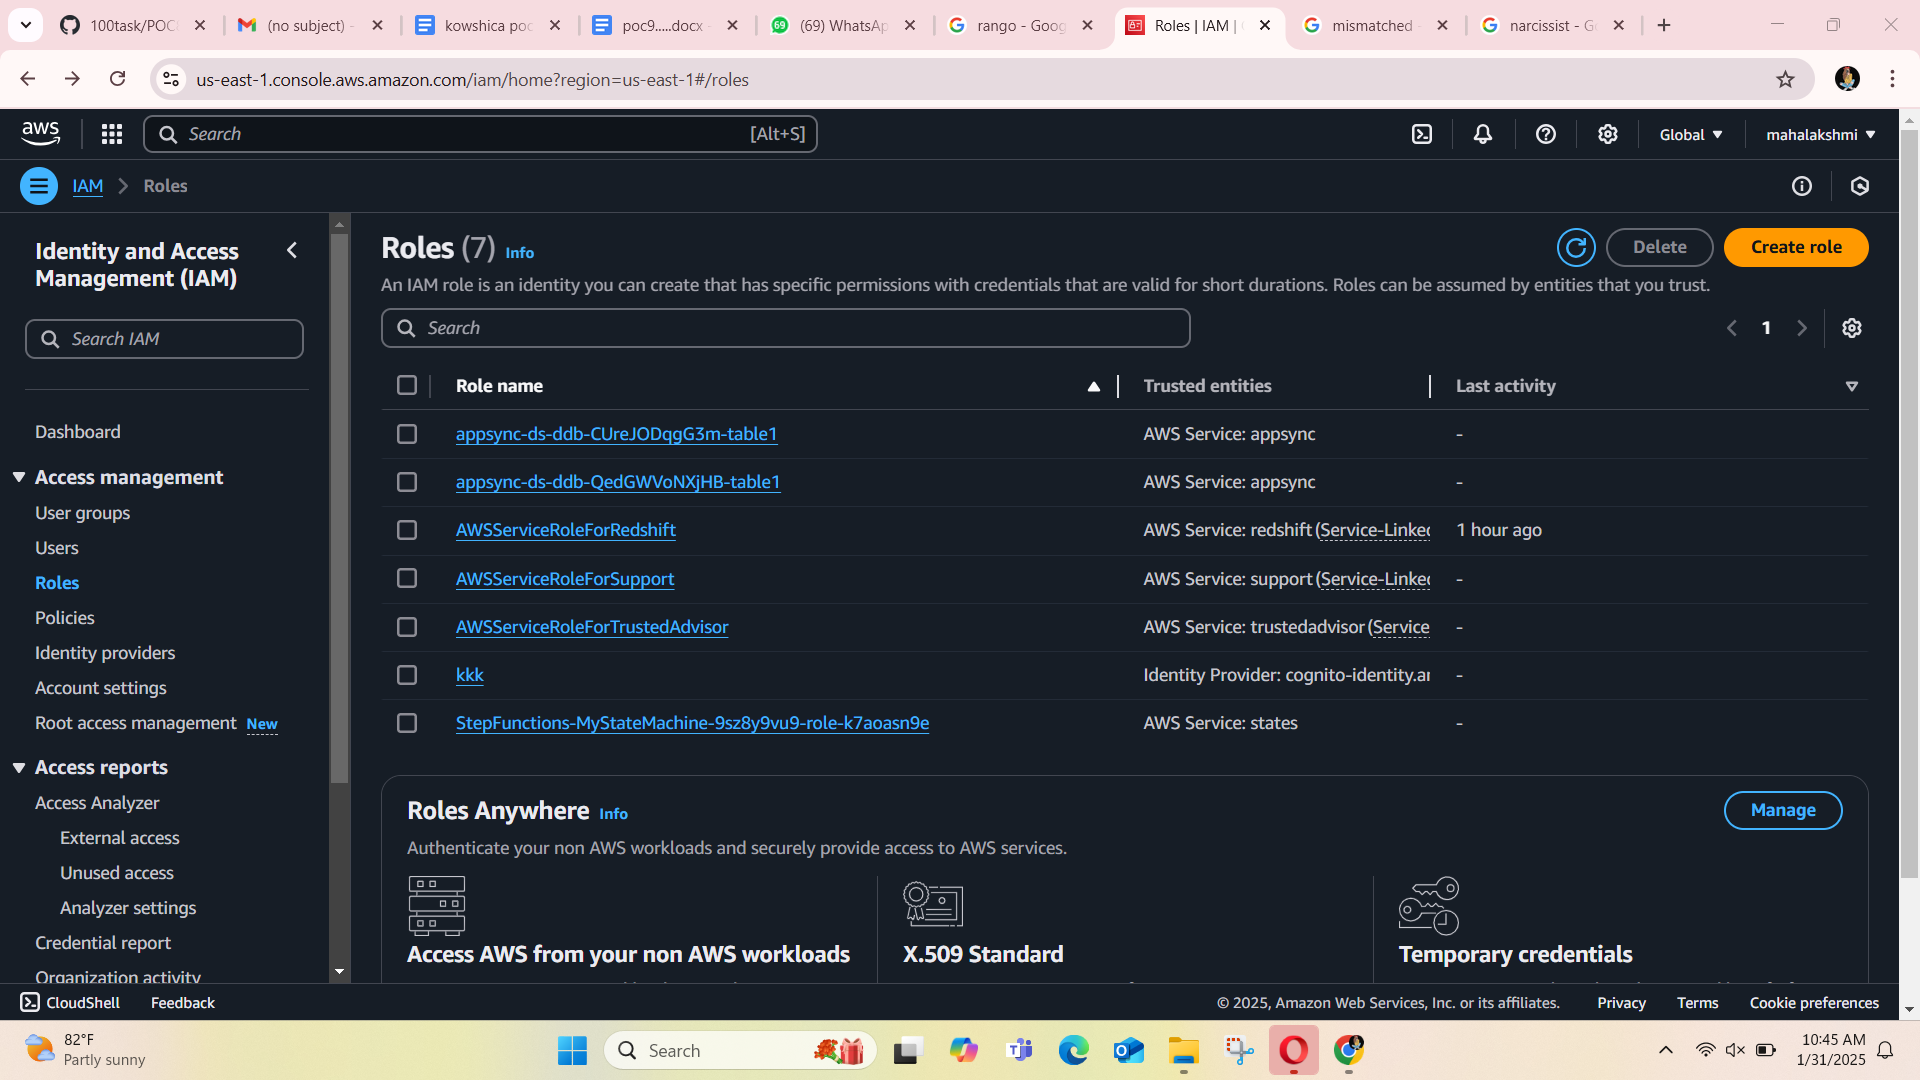 100task/POC
(no subject) -
kowshica poc
poc9.....docx -
(69) WhatsAp
rango - Goog
Roles | IAM |
mismatched -
narcissist - G
us-east-1.console.aws.amazon.com/iam/home?region=us-east-1#/roles
aws
Search
[Alt+S]
Global
mahalakshmi
IAM
Roles
Identity and Access
Management (IAM)
Search IAM
Dashboard
Access management
User groups
Users
Roles
Policies
Identity providers
Account settings
Root access management New
Access reports
Access Analyzer
External access
Unused access
Analyzer settings
Credential report
Organization activity
Roles (7) Info
Delete
Create role
An IAM role is an identity you can create that has specific permissions with credentials that are valid for short durations. Roles can be assumed by entities that you trust.
Search
1
Role name
Trusted entities
Last activity
appsync-ds-ddb-CUreJODqgG3m-table1 AWS Service: appsync -
appsync-ds-ddb-QedGWVoNXjHB-table1 AWS Service: appsync -
AWSServiceRoleForRedshift AWS Service: redshift (Service-Linked 1 hour ago
AWSServiceRoleForSupport AWS Service: support (Service-Linked -
AWSServiceRoleForTrustedAdvisor AWS Service: trustedadvisor (Service -
kkk Identity Provider: cognito-identity.a -
StepFunctions-MyStateMachine-9sz8y9vu9-role-k7aoasn9e AWS Service: states -
Roles Anywhere Info
Manage
Authenticate your non AWS workloads and securely provide access to AWS services.
Access AWS from your non AWS workloads
X.509 Standard
Temporary credentials
CloudShell
Feedback
© 2025, Amazon Web Services, Inc. or its affiliates.
Privacy
Terms
Cookie preferences
82°F
Partly sunny
Search
10:45 AM
1/31/2025